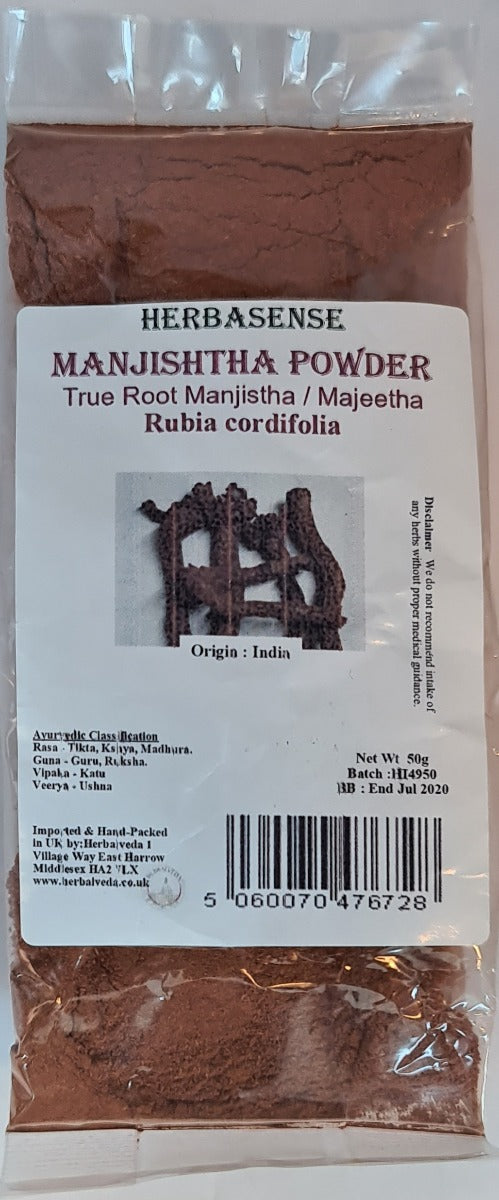 HERBASENSE
MANJISHTHA POWDER
True Root Manjistha / Majeetha
Rubia cordifolia
Origin : India
Disclaimer We do not recommend intake of
any herbs without proper medical guidance.
Ayurvedic Classification
Rasa - Tikta, Ksaya, Madhura.
Guna - Guru, Ruksha.
Vipaka - Katu
Veerya - Ushna
Net Wt 50g
Batch :HI4950
BB : End Jul 2020
Imported & Hand-Packed
in UK by:Herbalveda 1
Village Way East Harrow
Middlesex HA2
www.herbalveda.co.uk
5 060070 476728